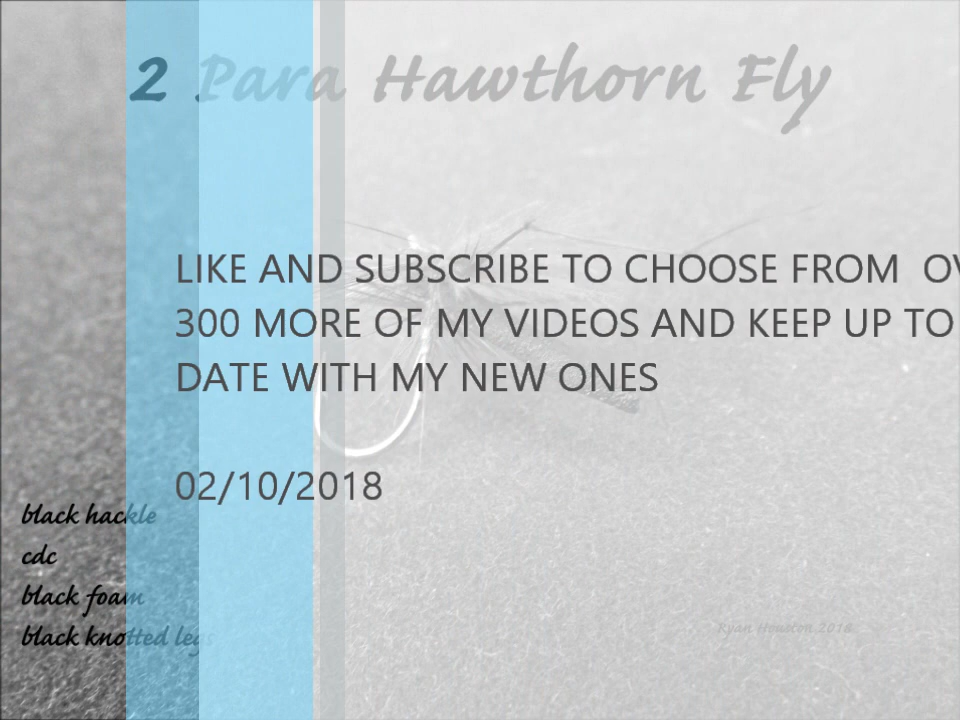 2 Para Hawthorn Fly
LIKE AND SUBSCRIBE TO CHOOSE FROM OV
300 MORE OF MY VIDEOS AND KEEP UP TO
DATE WITH MY NEW ONES
02/10/2018
black hackle
cdc
black foam
black knotted legs
Ryan Houston 2018